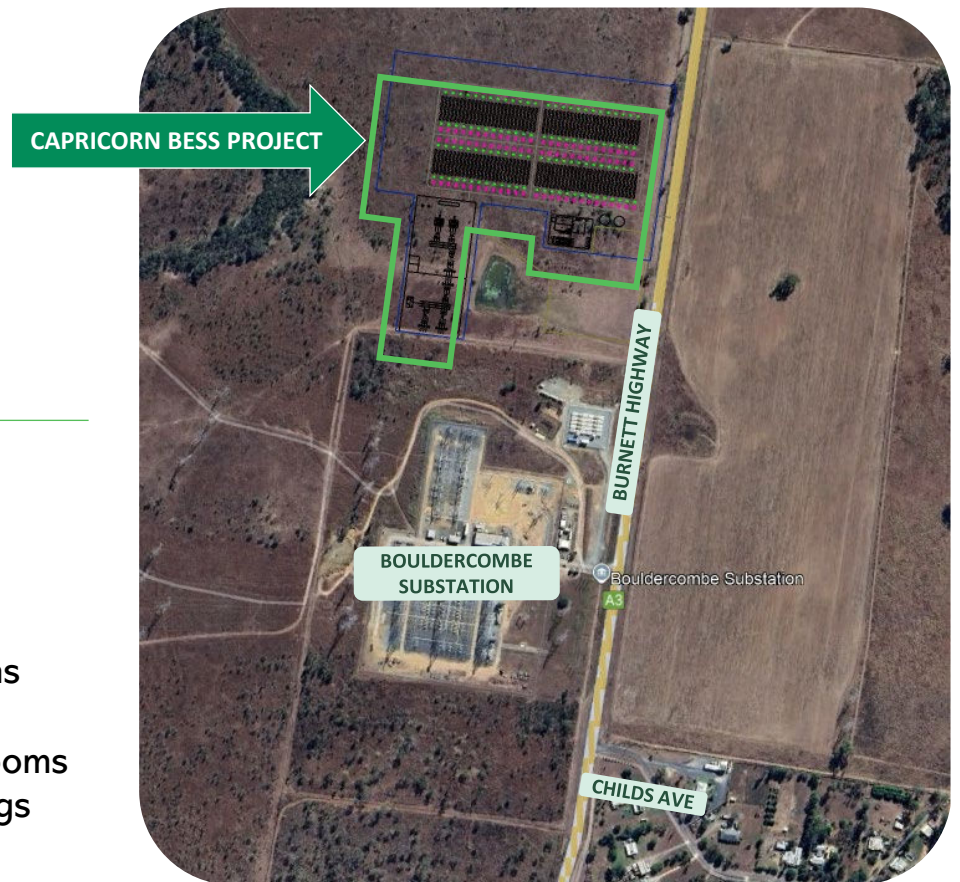 CAPRICORN BESS PROJECT
BURNETT HIGHWAY
BOULDERCOMBE
SUBSTATION
Bouldercombe Substation
A3
CHILDS AVE